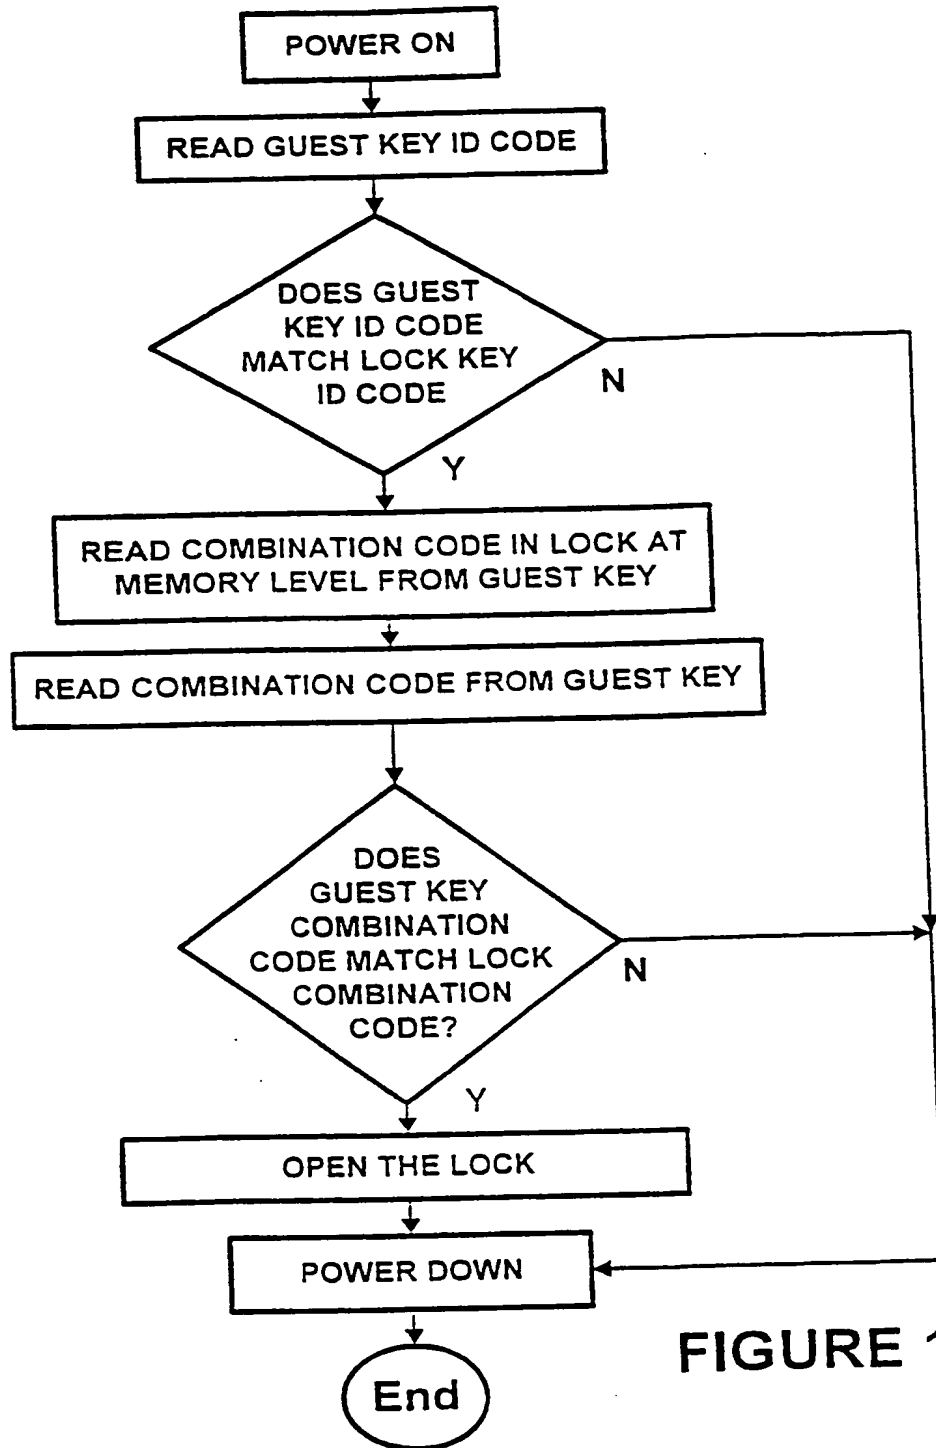 POWER ON
READ GUEST KEY ID CODE
DOES GUEST
KEY ID CODE
MATCH LOCK KEY
ID CODE
N
Y
READ COMBINATION CODE IN LOCK AT
MEMORY LEVEL FROM GUEST KEY
READ COMBINATION CODE FROM GUEST KEY
DOES
GUEST KEY
COMBINATION
CODE MATCH LOCK
COMBINATION
CODE?
N
Y
OPEN THE LOCK
POWER DOWN
End
FIGURE